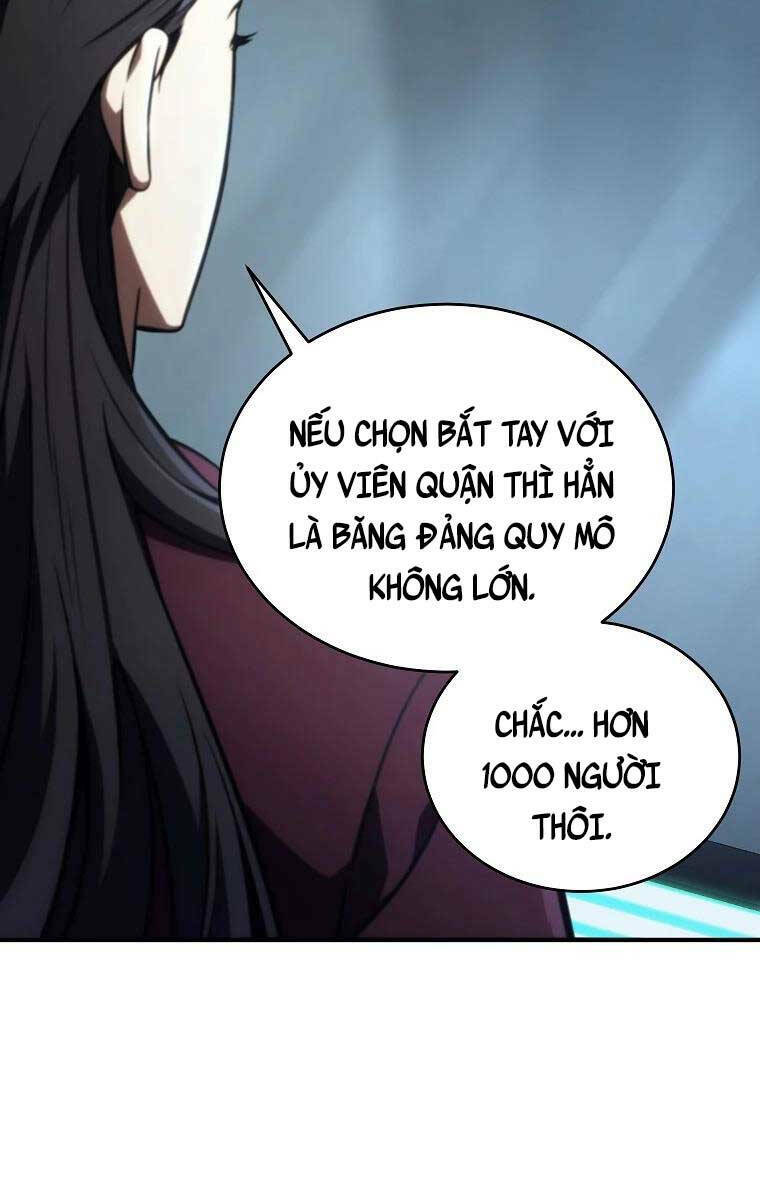 NẾU CHỌN BẮT TAY VỚI
ỦY VIÊN QUẬN THÌ HẲN
LÀ BĂNG ĐẢNG QUY MÔ
KHÔNG LỚN.
CHẮC... HƠN
1000 NGƯỜI
THÔI.